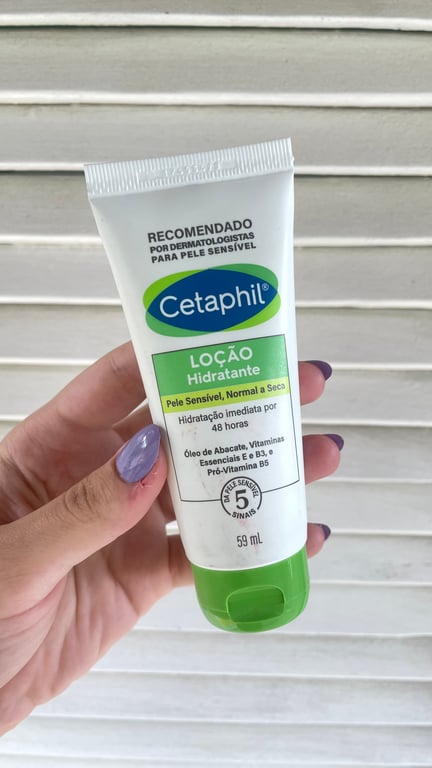 RECOMENDADO
POR DERMATOLOGISTAS
PARA PELE SENSÍVEL
Cetaphil®
LOÇÃO
Hidratante
Pele Sensível, Normal a Seca
Hidratação imediata por
48 horas
Óleo de Abacate, Vitaminas
Essenciais E e B3, e
Pró-Vitamina B5
DA PELE SENSÍVEL
5
SINAIS
59 mL